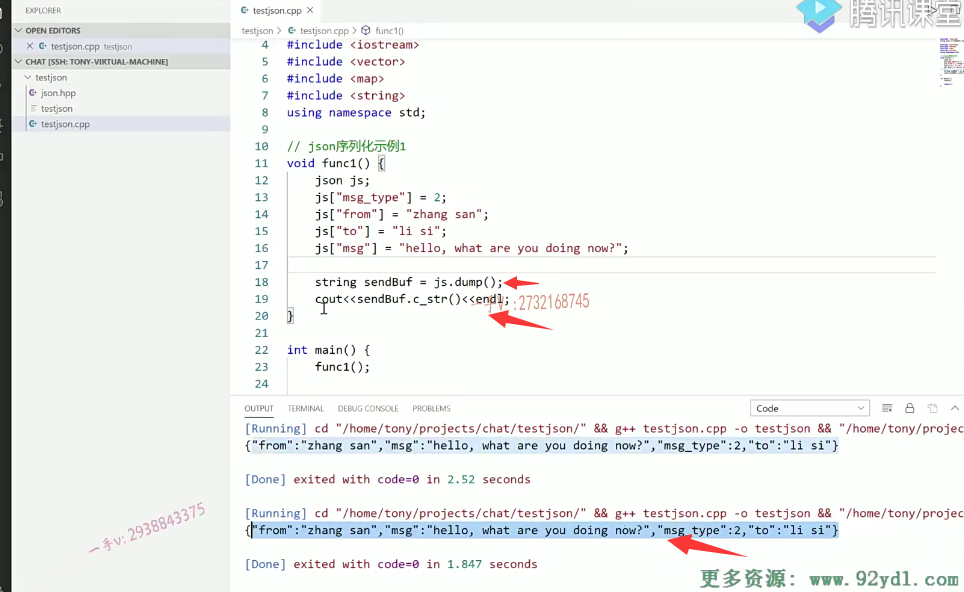 EXPLORER
OPEN EDITORS
testjson.cpp testjson
CHAT [SSH: TONY-VIRTUAL-MACHINE]
testjson
json.hpp
testjson
testjson.cpp
testjson.cpp
腾讯课堂
testjson > testjson.cpp > func1()
4 #include <iostream>
5 #include <vector>
6 #include <map>
7 #include <string>
8 using namespace std;
9
10 // json序列化示例1
11 void func1() {
12 json js;
13 js["msg_type"] = 2;
14 js["from"] = "zhang san";
15 js["to"] = "li si";
16 js["msg"] = "hello, what are you doing now?";
17
18 string sendBuf = js.dump();
19 cout<<sendBuf.c_str()<<endl;
20 }
21
22 int main() {
23 func1();
24
一手v:2732168745
OUTPUT TERMINAL DEBUG CONSOLE PROBLEMS Code
[Running] cd "/home/tony/projects/chat/testjson/" && g++ testjson.cpp -o testjson && "/home/tony/projec
{"from":"zhang san","msg":"hello, what are you doing now?","msg_type":2,"to":"li si"}
[Done] exited with code=0 in 2.52 seconds
[Running] cd "/home/tony/projects/chat/testjson/" && g++ testjson.cpp -o testjson && "/home/tony/projec
{"from":"zhang san","msg":"hello, what are you doing now?","msg_type":2,"to":"li si"}
[Done] exited with code=0 in 1.847 seconds
一手v: 2938843375
更多资源: www.92ydl.com